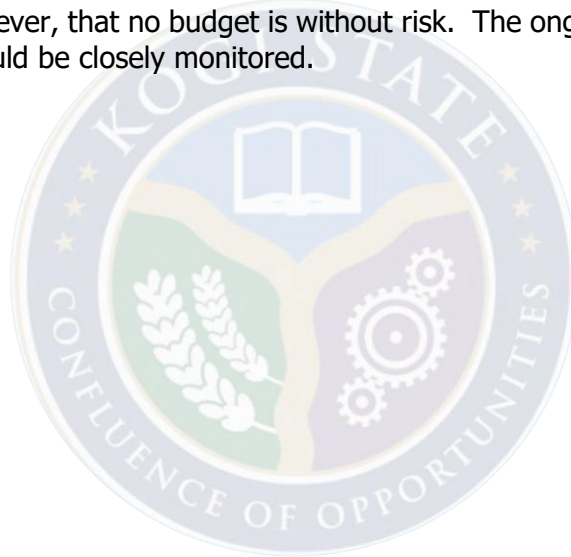 ever, that no budget is without risk. The ong
uld be closely monitored.
KOGI STATE
CONFLUENCE OF OPPORTUNITIES